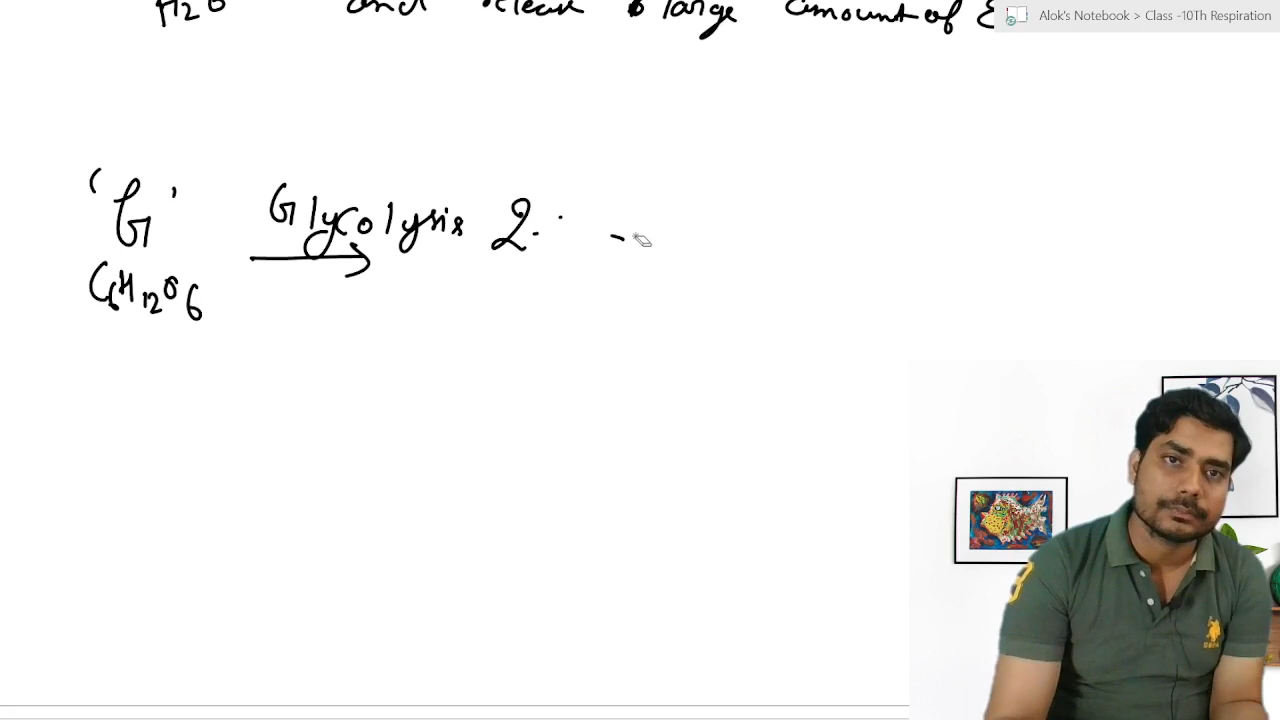 H2O and release large amount of E
Alok's Notebook > Class -10Th Respiration
'G' Glycolysis 2.
C6H12O6